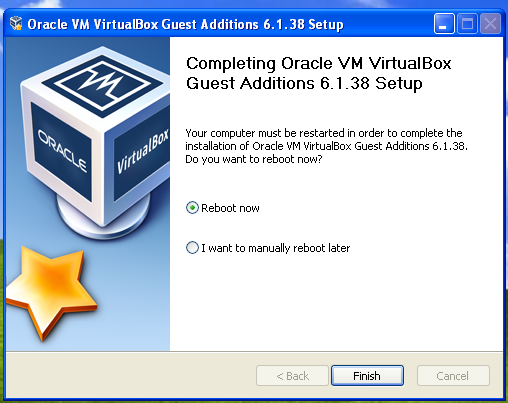 Oracle VM VirtualBox Guest Additions 6.1.38 Setup
Completing Oracle VM VirtualBox
Guest Additions 6.1.38 Setup
ORACLE
VirtualBox
Your computer must be restarted in order to complete the
installation of Oracle VM VirtualBox Guest Additions 6.1.38.
Do you want to reboot now?
Reboot now
I want to manually reboot later
< Back
Finish
Cancel